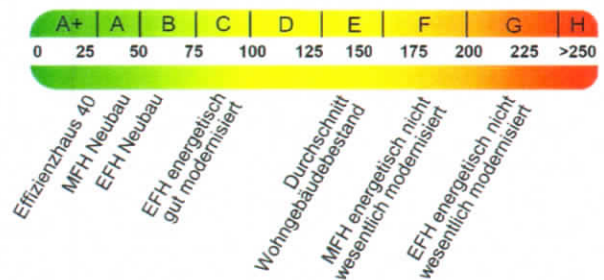 A+ A B C D E F G H
0 25 50 75 100 125 150 175 200 225 >250
Effizienzhaus 40
MFH Neubau
EFH Neubau
EFH energetisch
gut modernisiert
Durchschnitt
Wohngebäudebestand
MFH energetisch nicht
wesentlich modernisiert
EFH energetisch nicht
wesentlich modernisiert